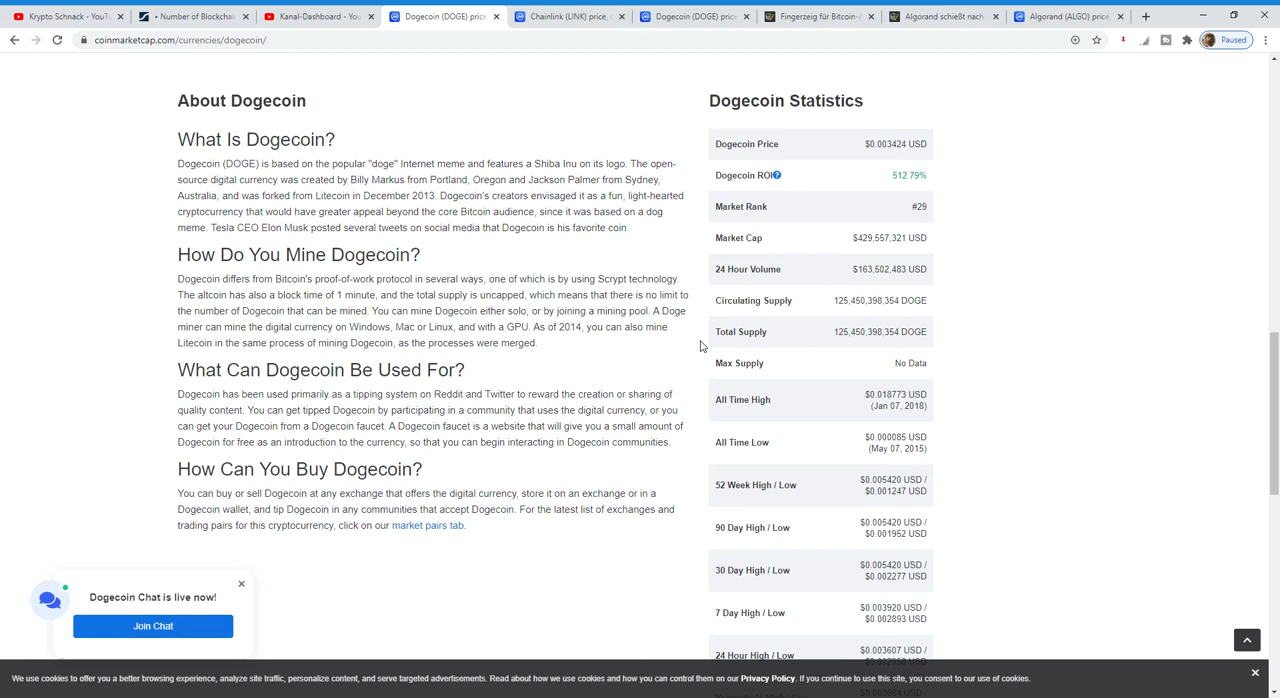 Krypto Schnack - YouTu
• Number of Blockchai
Kanal-Dashboard - You
Dogecoin (DOGE) price
Chainlink (LINK) price, c
Dogecoin (DOGE) price
Fingerzeig für Bitcoin-
Algorand schießt nach
Algorand (ALGO) price
coinmarketcap.com/currencies/dogecoin/
Paused
About Dogecoin
What Is Dogecoin?
Dogecoin (DOGE) is based on the popular "doge" Internet meme and features a Shiba Inu on its logo. The open-
source digital currency was created by Billy Markus from Portland, Oregon and Jackson Palmer from Sydney,
Australia, and was forked from Litecoin in December 2013. Dogecoin's creators envisaged it as a fun, light-hearted
cryptocurrency that would have greater appeal beyond the core Bitcoin audience, since it was based on a dog
meme. Tesla CEO Elon Musk posted several tweets on social media that Dogecoin is his favorite coin.
How Do You Mine Dogecoin?
Dogecoin differs from Bitcoin's proof-of-work protocol in several ways, one of which is by using Scrypt technology.
The altcoin has also a block time of 1 minute, and the total supply is uncapped, which means that there is no limit to
the number of Dogecoin that can be mined. You can mine Dogecoin either solo, or by joining a mining pool. A Doge
miner can mine the digital currency on Windows, Mac or Linux, and with a GPU. As of 2014, you can also mine
Litecoin in the same process of mining Dogecoin, as the processes were merged.
What Can Dogecoin Be Used For?
Dogecoin has been used primarily as a tipping system on Reddit and Twitter to reward the creation or sharing of
quality content. You can get tipped Dogecoin by participating in a community that uses the digital currency, or you
can get your Dogecoin from a Dogecoin faucet. A Dogecoin faucet is a website that will give you a small amount of
Dogecoin for free as an introduction to the currency, so that you can begin interacting in Dogecoin communities.
How Can You Buy Dogecoin?
You can buy or sell Dogecoin at any exchange that offers the digital currency, store it on an exchange or in a
Dogecoin wallet, and tip Dogecoin in any communities that accept Dogecoin. For the latest list of exchanges and
trading pairs for this cryptocurrency, click on our market pairs tab.
Dogecoin Statistics
Dogecoin Price $0.003424 USD
Dogecoin ROI 512.79%
Market Rank #29
Market Cap $429,557,321 USD
24 Hour Volume $163,502,483 USD
Circulating Supply 125,450,398,354 DOGE
Total Supply 125,450,398,354 DOGE
Max Supply No Data
All Time High $0.018773 USD
(Jan 07, 2018)
All Time Low $0.000085 USD
(May 07, 2015)
52 Week High / Low $0.005420 USD /
$0.001247 USD
90 Day High / Low $0.005420 USD /
$0.001952 USD
30 Day High / Low $0.005420 USD /
$0.002277 USD
7 Day High / Low $0.003920 USD /
$0.002893 USD
24 Hour High / Low $0.003607 USD /
Dogecoin Chat is live now!
Join Chat
We use cookies to offer you a better browsing experience, analyze site traffic, personalize content, and serve targeted advertisements. Read about how we use cookies and how you can control them on our Privacy Policy. If you continue to use this site, you consent to our use of cookies.